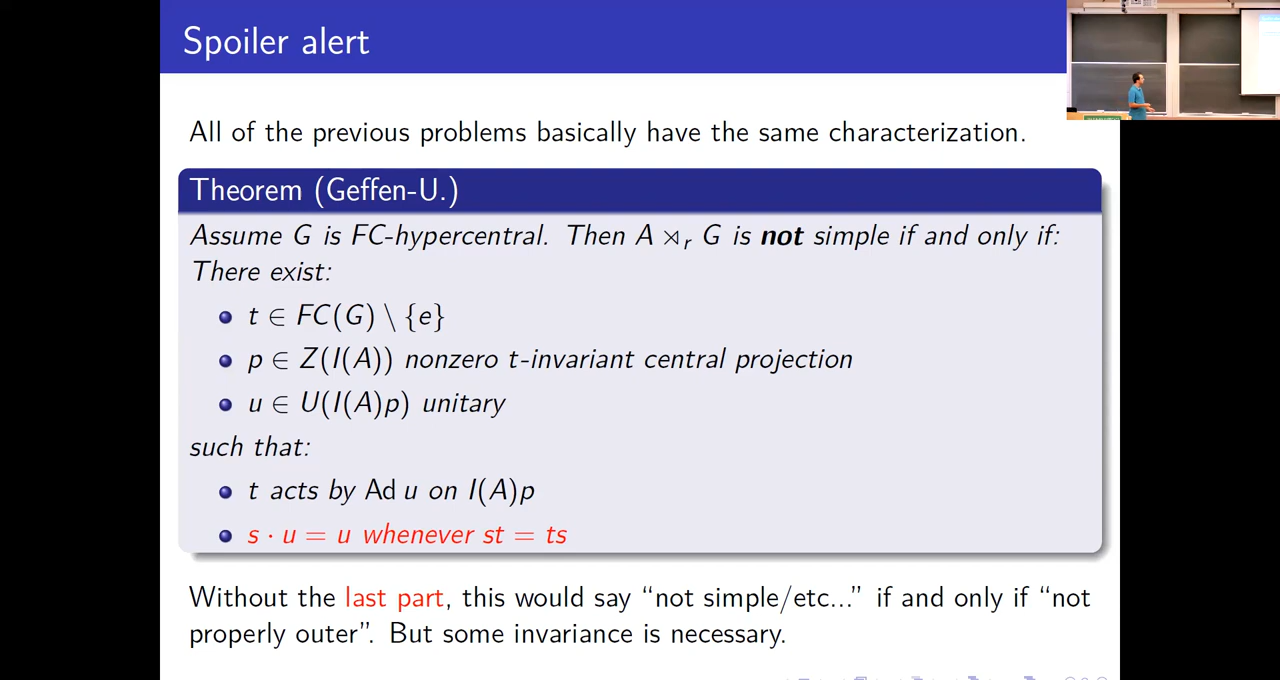 Spoiler alert
All of the previous problems basically have the same characterization.
Theorem (Geffen-U.)
Assume G is FC-hypercentral. Then A ⋊r G is not simple if and only if:
There exist:
t ∈ FC(G) \ {e}
p ∈ Z(I(A)) nonzero t-invariant central projection
u ∈ U(I(A)p) unitary
such that:
t acts by Ad u on I(A)p
s · u = u whenever st = ts
Without the last part, this would say “not simple/etc...” if and only if “not
properly outer”. But some invariance is necessary.